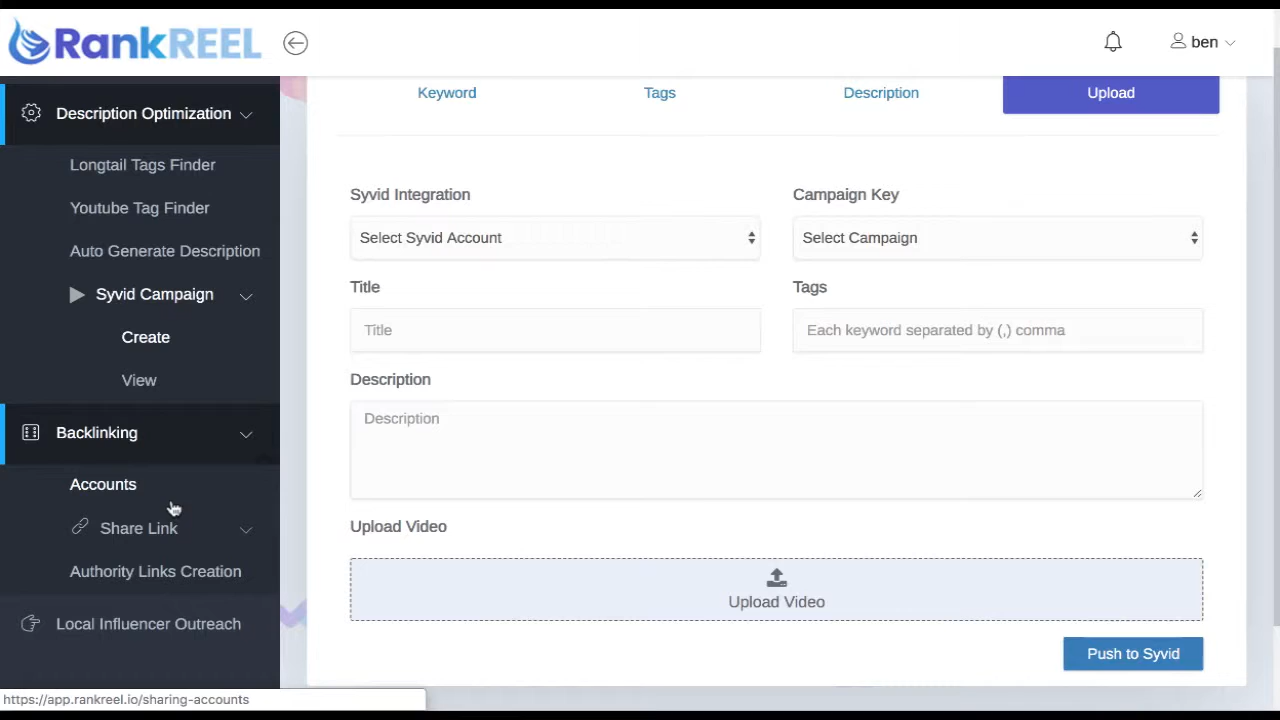 RankREEL
ben
Description Optimization
Longtail Tags Finder
Youtube Tag Finder
Auto Generate Description
Syvid Campaign
Create
View
Backlinking
Accounts
Share Link
Authority Links Creation
Local Influencer Outreach
Keyword Tags Description Upload
Syvid Integration Campaign Key
Select Syvid Account Select Campaign
Title Tags
Title Each keyword separated by (,) comma
Description
Description
Upload Video
Upload Video
Push to Syvid
https://app.rankreel.io/sharing-accounts